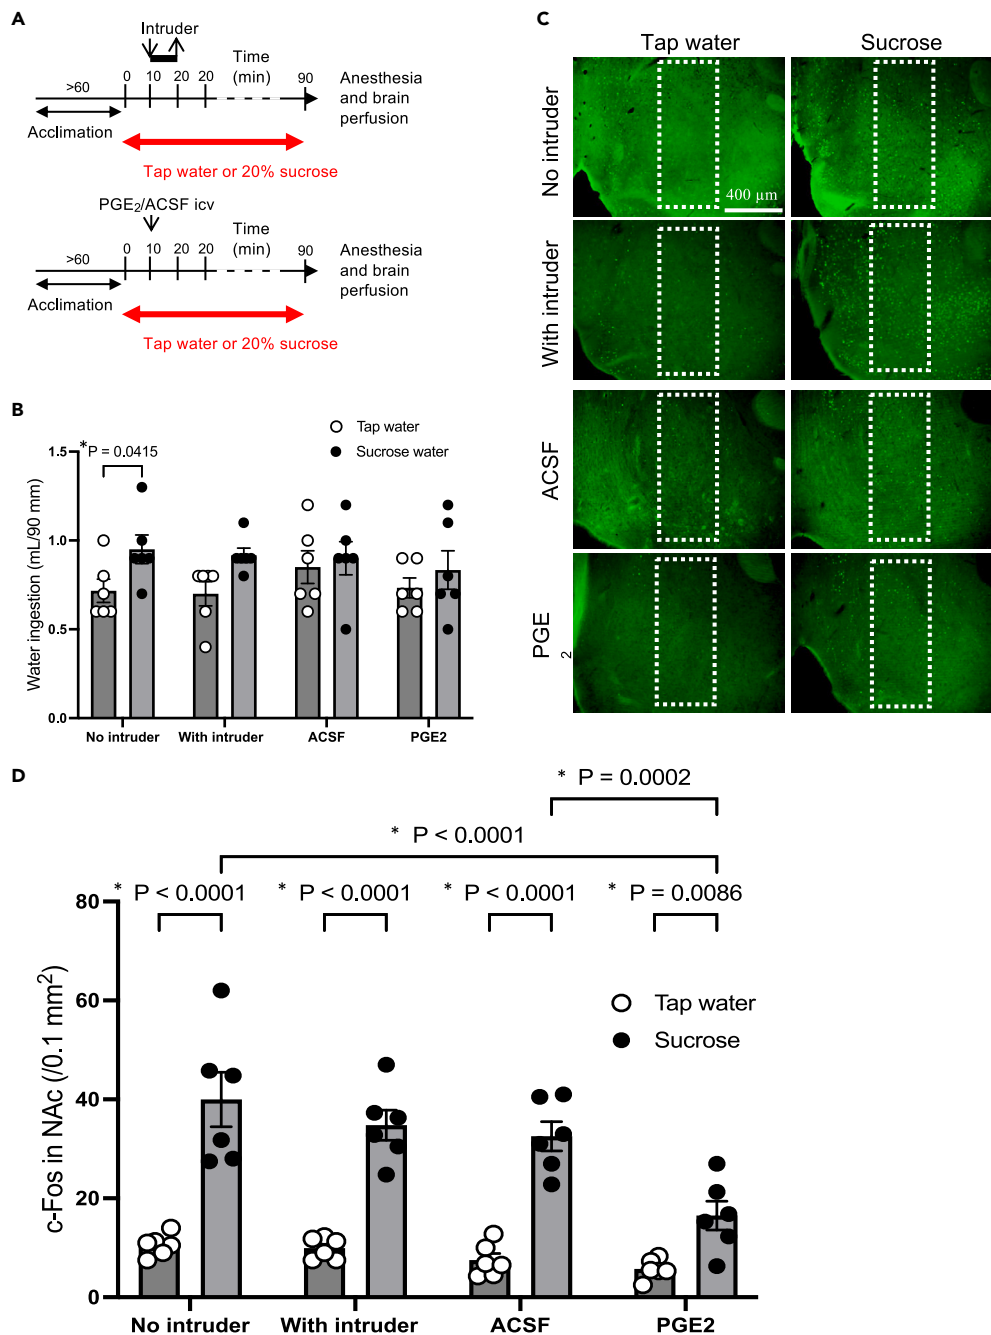 A
Intruder
Time
(min)
>60
0 10 20 20
90
Anesthesia
and brain
perfusion
Acclimation
Tap water or 20% sucrose
PGE2/ACSF icv
Time
(min)
>60
0 10 20 20
90
Anesthesia
and brain
perfusion
Acclimation
Tap water or 20% sucrose
B
Tap water
Sucrose water
*P = 0.0415
Water ingestion (mL/90 mm)
1.5
1.0
0.5
0.0
No intruder
With intruder
ACSF
PGE2
C
Tap water
Sucrose
No intruder
400 µm
With intruder
ACSF
PGE2
D
* P = 0.0002
* P < 0.0001
* P < 0.0001
* P < 0.0001
* P < 0.0001
* P = 0.0086
c-Fos in NAc (/0.1 mm²)
80
60
40
20
0
Tap water
Sucrose
No intruder
With intruder
ACSF
PGE2